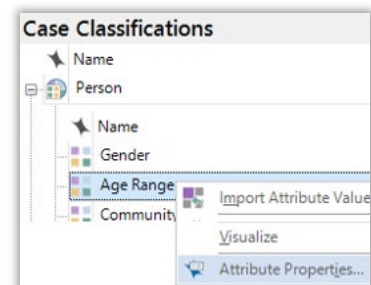 Case Classifications
Name
Person
Name
Gender
Age Range
Import Attribute Value
Community
Visualize
Attribute Properties...